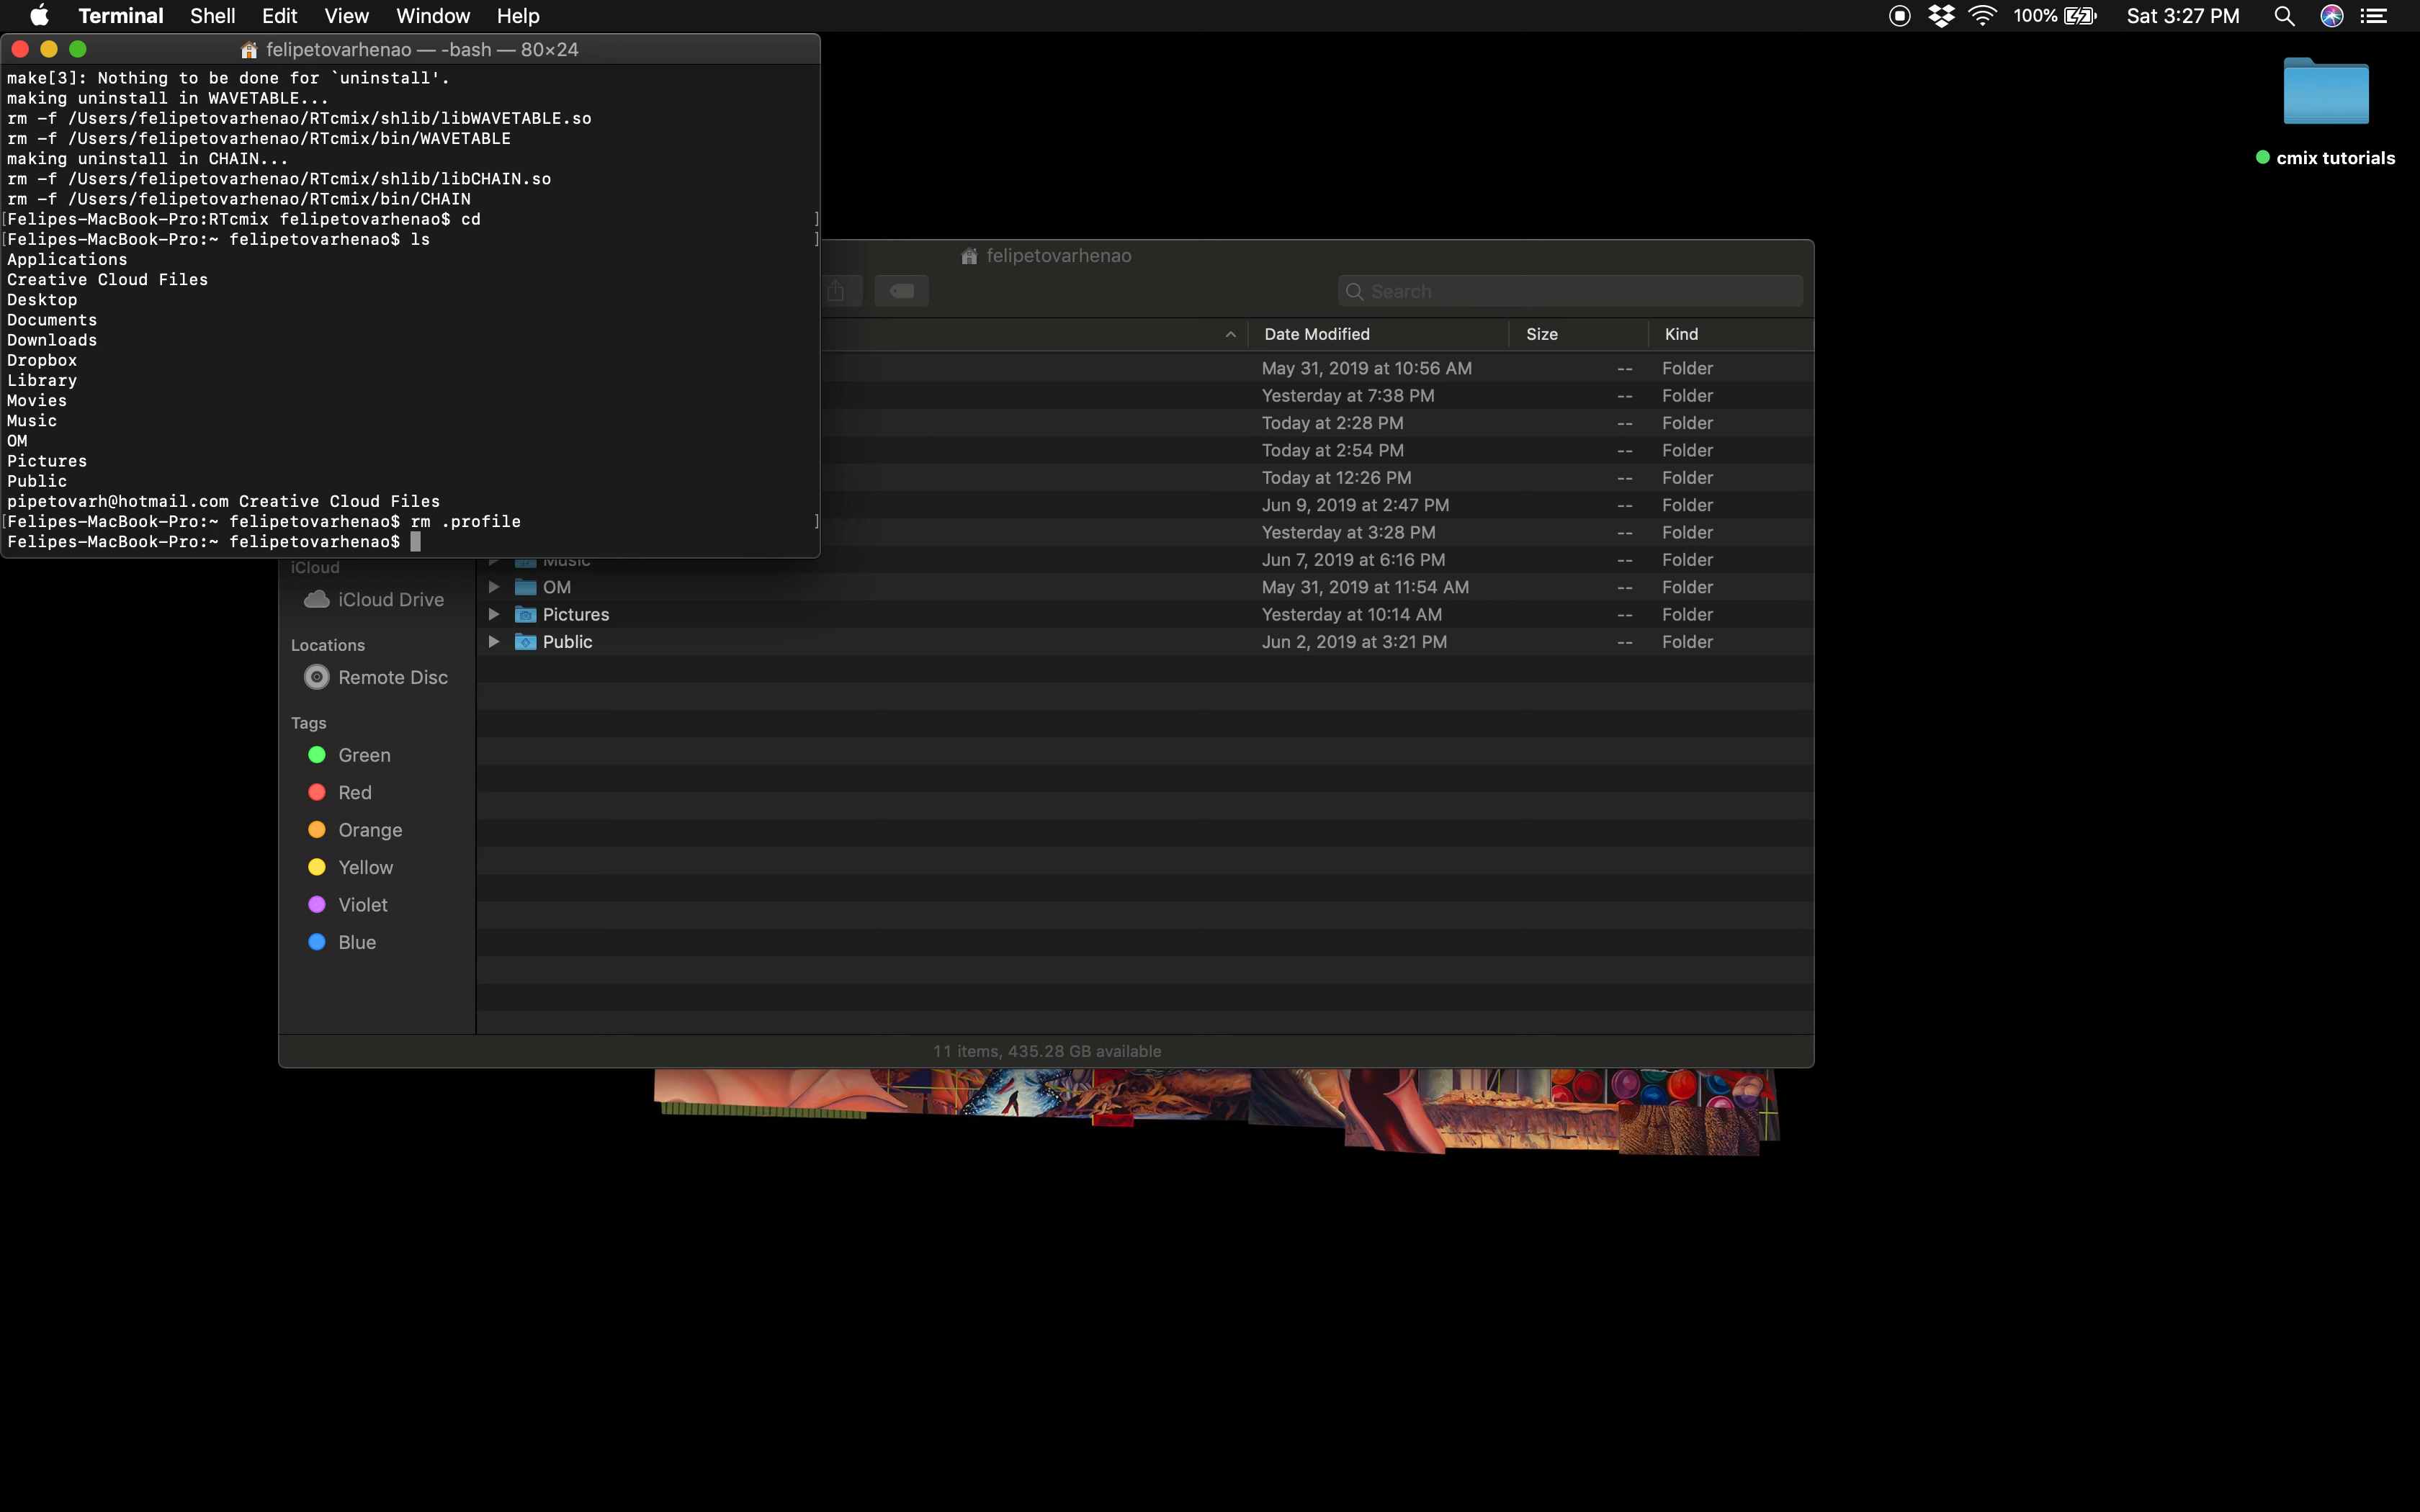 Terminal Shell Edit View Window Help 100% Sat 3:27 PM
felipetovarhenao — -bash — 80×24
make[3]: Nothing to be done for `uninstall'.
making uninstall in WAVETABLE...
rm -f /Users/felipetovarhenao/RTcmix/shlib/libWAVETABLE.so
rm -f /Users/felipetovarhenao/RTcmix/bin/WAVETABLE
making uninstall in CHAIN...
rm -f /Users/felipetovarhenao/RTcmix/shlib/libCHAIN.so
rm -f /Users/felipetovarhenao/RTcmix/bin/CHAIN
[Felipes-MacBook-Pro:RTcmix felipetovarhenao$ cd ]
[Felipes-MacBook-Pro:~ felipetovarhenao$ ls ]
Applications
Creative Cloud Files
Desktop
Documents
Downloads
Dropbox
Library
Movies
Music
OM
Pictures
Public
pipetovarh@hotmail.com Creative Cloud Files
[Felipes-MacBook-Pro:~ felipetovarhenao$ rm .profile ]
Felipes-MacBook-Pro:~ felipetovarhenao$
cmix tutorials
felipetovarhenao
Search
Date Modified Size Kind
May 31, 2019 at 10:56 AM -- Folder
Yesterday at 7:38 PM -- Folder
Today at 2:28 PM -- Folder
Today at 2:54 PM -- Folder
Today at 12:26 PM -- Folder
Jun 9, 2019 at 2:47 PM -- Folder
Yesterday at 3:28 PM -- Folder
Music Jun 7, 2019 at 6:16 PM -- Folder
OM May 31, 2019 at 11:54 AM -- Folder
Pictures Yesterday at 10:14 AM -- Folder
Public Jun 2, 2019 at 3:21 PM -- Folder
iCloud
iCloud Drive
Locations
Remote Disc
Tags
Green
Red
Orange
Yellow
Violet
Blue
11 items, 435.28 GB available